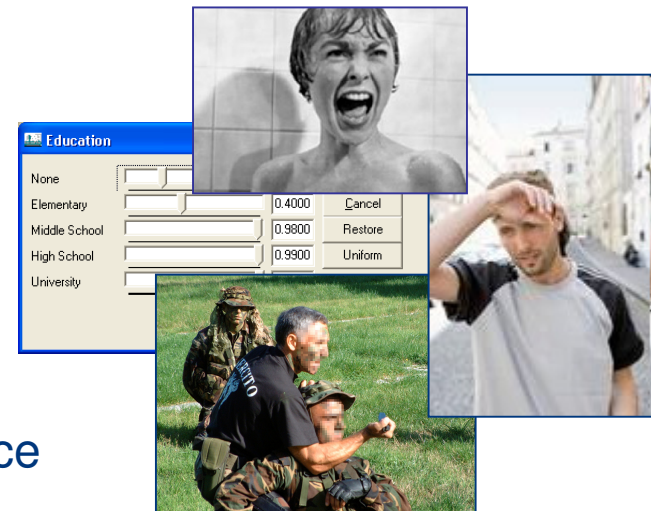 Education
None
Elementary 0.4000 Cancel
Middle School 0.9800 Restore
High School 0.9900 Uniform
University
ce